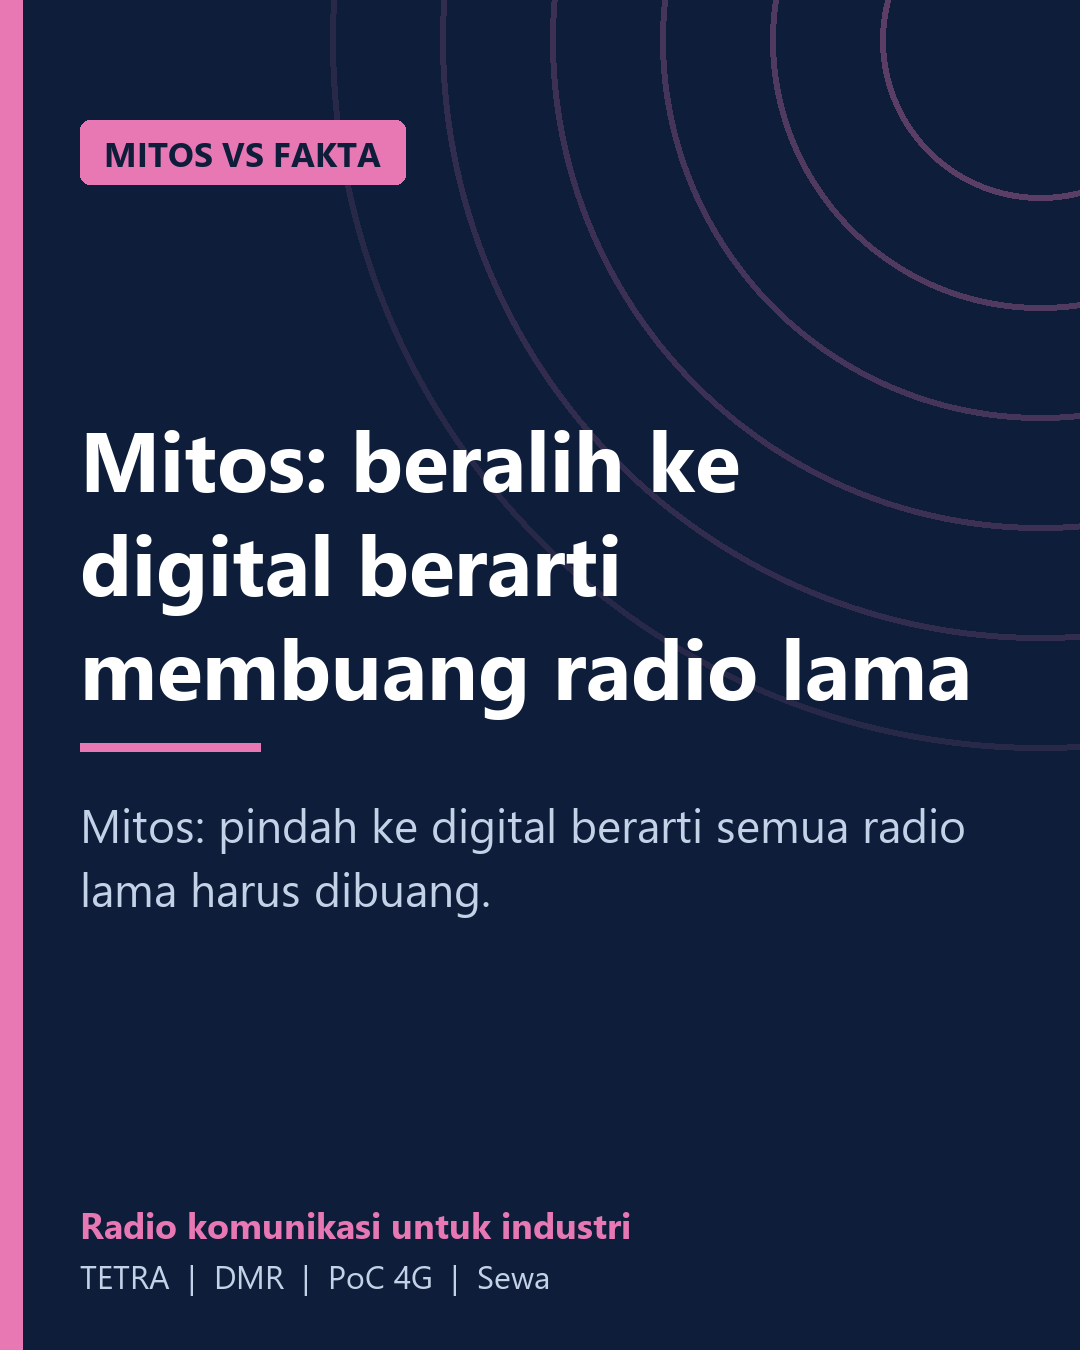 MITOS VS FAKTA
Mitos: beralih ke
digital berarti
membuang radio lama
Mitos: pindah ke digital berarti semua radio
lama harus dibuang.
Radio komunikasi untuk industri
TETRA | DMR | PoC 4G | Sewa